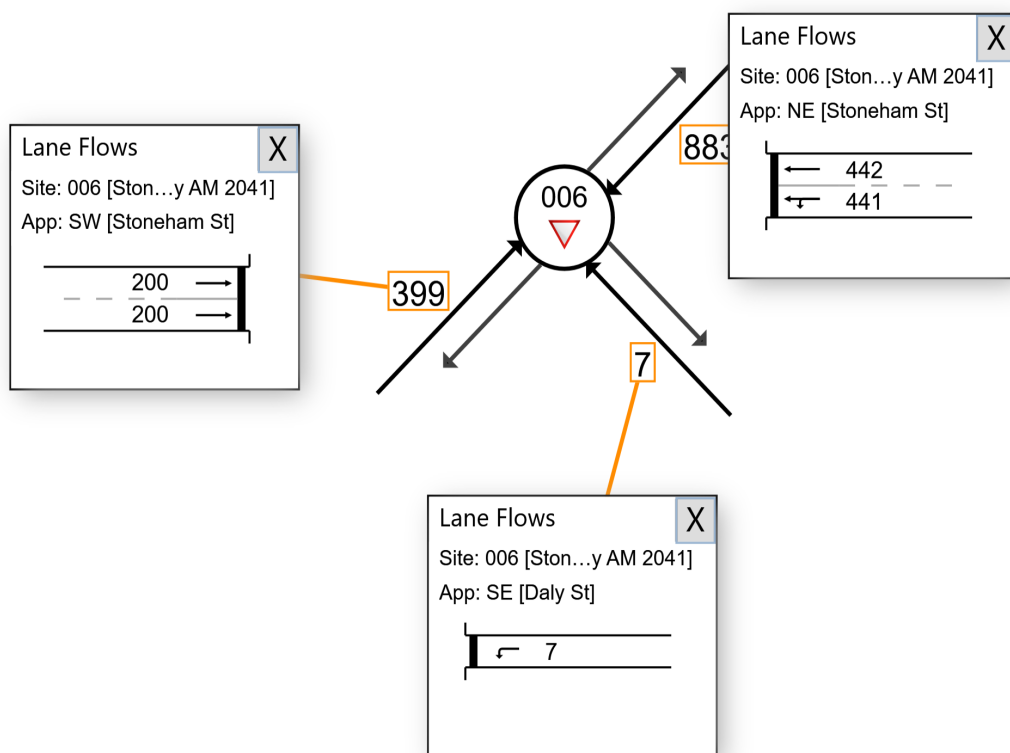 Lane Flows
X
Site: 006 [Ston...y AM 2041]
App: NE [Stoneham St]
442
441
883
Lane Flows
X
Site: 006 [Ston...y AM 2041]
App: SW [Stoneham St]
200
200
399
006
7
Lane Flows
X
Site: 006 [Ston...y AM 2041]
App: SE [Daly St]
7